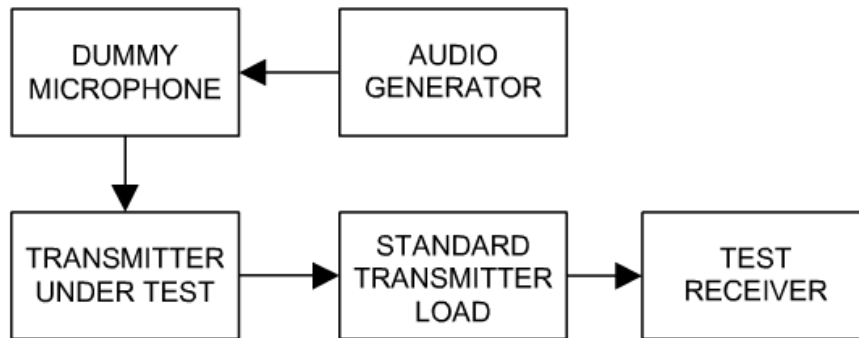 DUMMY
MICROPHONE
AUDIO
GENERATOR
TRANSMITTER
UNDER TEST
STANDARD
TRANSMITTER
LOAD
TEST
RECEIVER